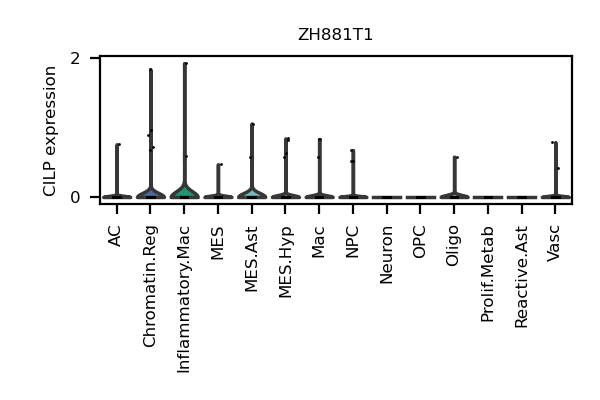 ZH881T1
CILP expression
2
0
AC
Chromatin.Reg
Inflammatory.Mac
MES
MES.Ast
MES.Hyp
Mac
NPC
Neuron
OPC
Oligo
Prolif.Metab
Reactive.Ast
Vasc